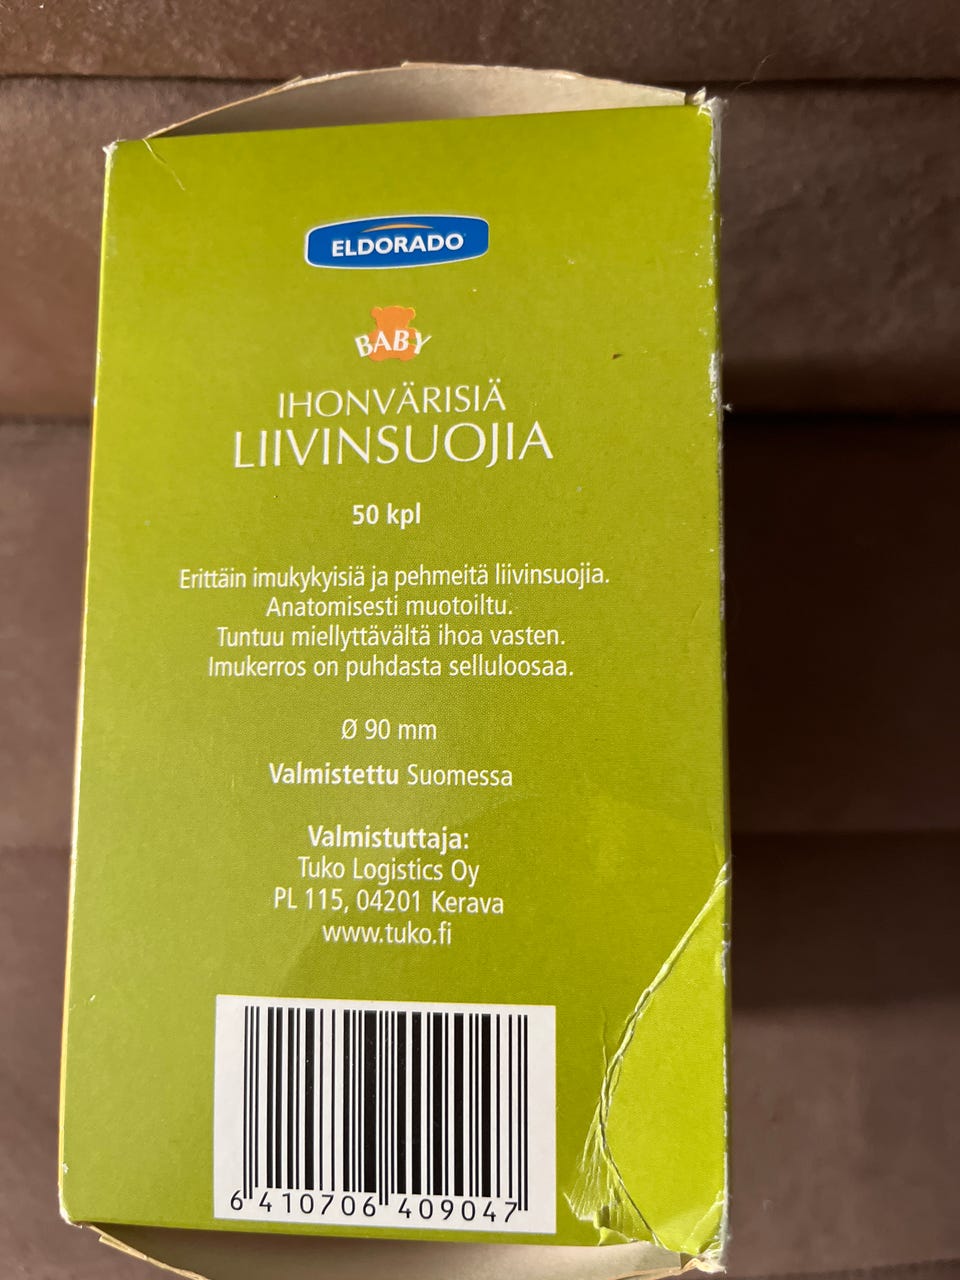 ELDORADO
BABY
IHONVÄRISIÄ
LIIVINSUOJIA
50 kpl
Erittäin imukykyisiä ja pehmeitä liivinsuojia.
Anatomisesti muotoiltu.
Tuntuu miellyttävältä ihoa vasten.
Imukerros on puhdasta selluloosaa.
Ø 90 mm
Valmistettu Suomessa
Valmistuttaja:
Tuko Logistics Oy
PL 115, 04201 Kerava
www.tuko.fi
6 410706 409047